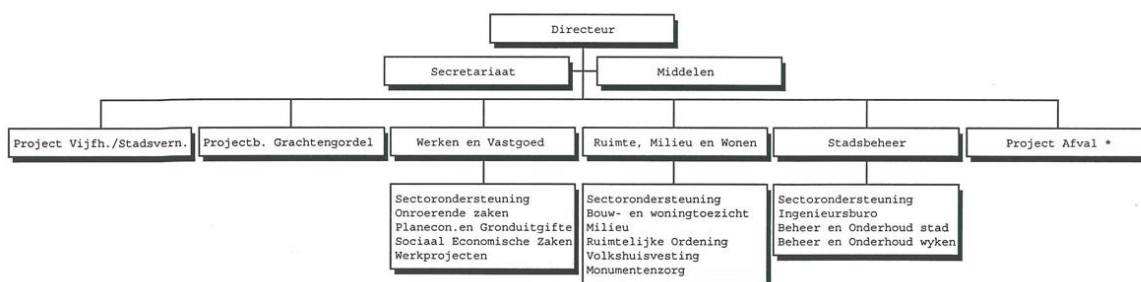 Directeur
Secretariaat
Middelen
Project Vijfh./Stadsvern.
Projectb. Grachtengordel
Werken en Vastgoed
Ruimte, Milieu en Wonen
Stadsbeheer
Project Afval *
Sectorondersteuning
Onroerende zaken
Planecon.en Gronduitgifte
Sociaal Economische Zaken
Werkprojecten
Sectorondersteuning
Bouw- en woningtoezicht
Milieu
Ruimtelijke Ordening
Volkshuisvesting
Monumentenzorg
Sectorondersteuning
Ingenieursburo
Beheer en Onderhoud stad
Beheer en Onderhoud wyken